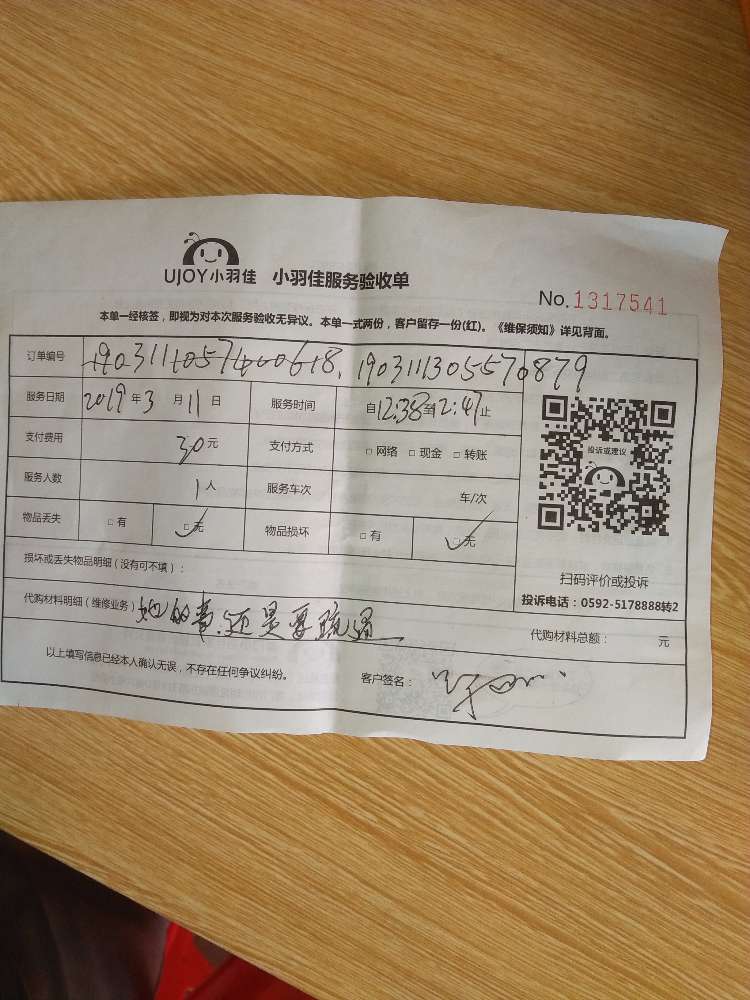 UJOY小羽佳 小羽佳服务验收单
No.1317541
本单一经核签，即视为对本次服务验收无异议。本单一式两份，客户留存一份(红)。《维保须知》详见背面。
订单编号 1903111057400618. 1903111305570879
服务日期 2019年3月11日 服务时间 自12:38至2:47止
支付费用 30元 支付方式 □网络 □现金 □转账
服务人数 1人 服务车次 车/次
物品丢失 □有 □无 物品损坏 □有 □无
投诉或建议
扫码评价或投诉
投诉电话：0592-5178888转2
损坏或丢失物品明细（没有可不填）：
代购材料明细（维修业务） 还是要疏通
代购材料总额： 元
以上填写信息已经本人确认无误，不存在任何争议纠纷。
客户签名：